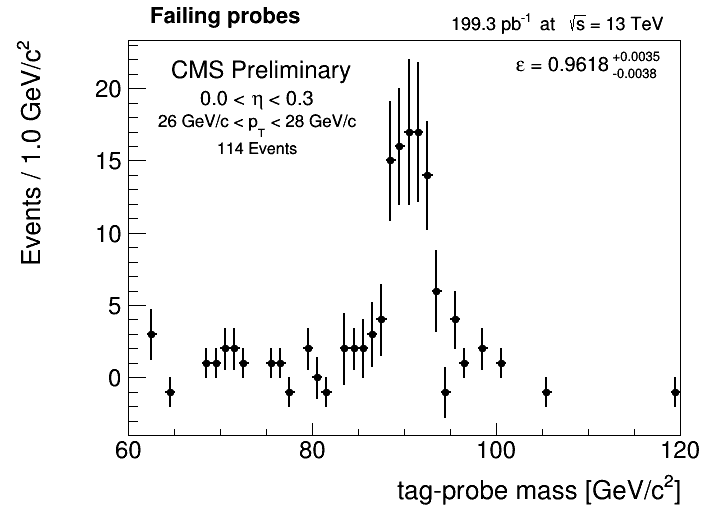 Failing probes
199.3 pb⁻¹ at √s = 13 TeV
CMS Preliminary
ε = 0.9618 +0.0035 -0.0038
0.0 < η < 0.3
26 GeV/c < p_T < 28 GeV/c
114 Events
Events / 1.0 GeV/c²
20
15
10
5
0
60 80 100 120
tag-probe mass [GeV/c²]